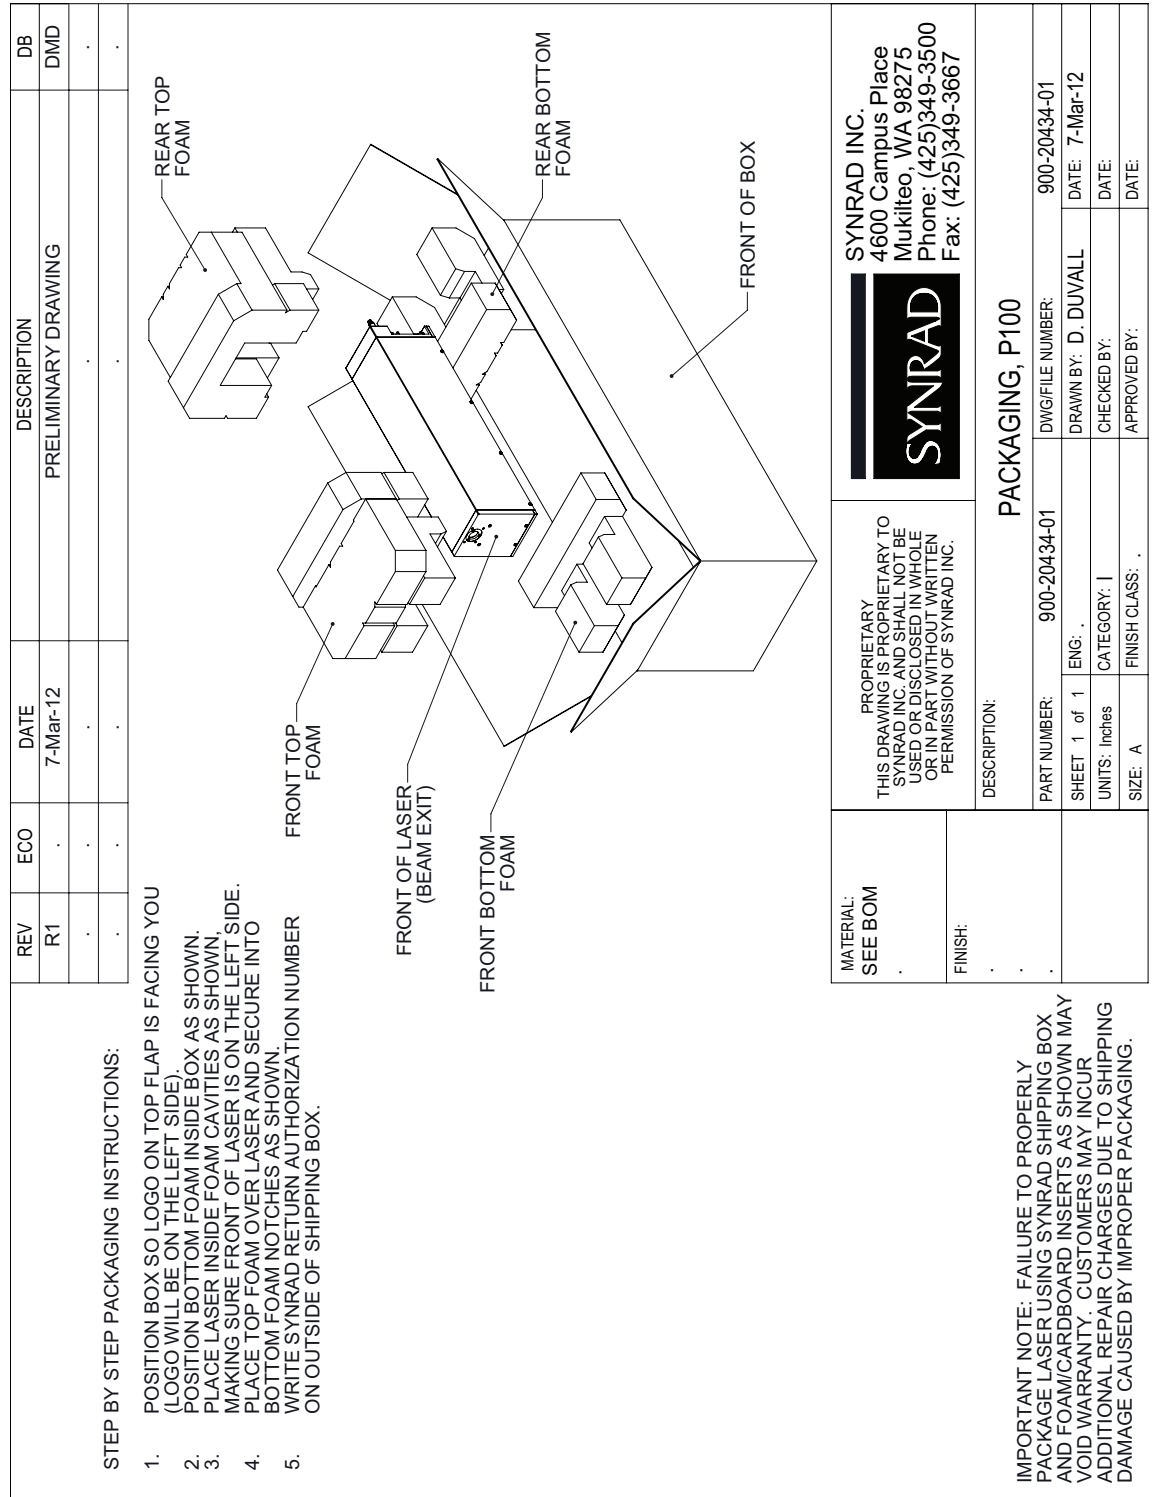 REV ECO DATE DESCRIPTION DB
R1 . 7-Mar-12 PRELIMINARY DRAWING DMD
. . . . .
. . . . .
STEP BY STEP PACKAGING INSTRUCTIONS:
1. POSITION BOX SO LOGO ON TOP FLAP IS FACING YOU
(LOGO WILL BE ON THE LEFT SIDE).
2. POSITION BOTTOM FOAM INSIDE BOX AS SHOWN.
3. PLACE LASER INSIDE FOAM CAVITIES AS SHOWN,
MAKING SURE FRONT OF LASER IS ON THE LEFT SIDE.
4. PLACE TOP FOAM OVER LASER AND SECURE INTO
BOTTOM FOAM NOTCHES AS SHOWN.
5. WRITE SYNRAD RETURN AUTHORIZATION NUMBER
ON OUTSIDE OF SHIPPING BOX.
REAR TOP
FOAM
FRONT TOP
FOAM
FRONT OF LASER
(BEAM EXIT)
FRONT BOTTOM
FOAM
REAR BOTTOM
FOAM
FRONT OF BOX
IMPORTANT NOTE: FAILURE TO PROPERLY
PACKAGE LASER USING SYNRAD SHIPPING BOX
AND FOAM/CARDBOARD INSERTS AS SHOWN MAY
VOID WARRANTY. CUSTOMERS MAY INCUR
ADDITIONAL REPAIR CHARGES DUE TO SHIPPING
DAMAGE CAUSED BY IMPROPER PACKAGING.
MATERIAL:
SEE BOM
.
FINISH:
.
.
.
PROPRIETARY
THIS DRAWING IS PROPRIETARY TO
SYNRAD INC. AND SHALL NOT BE
USED OR DISCLOSED IN WHOLE
OR IN PART WITHOUT WRITTEN
PERMISSION OF SYNRAD INC.
SYNRAD
SYNRAD INC.
4600 Campus Place
Mukilteo, WA 98275
Phone: (425)349-3500
Fax: (425)349-3667
DESCRIPTION:
PACKAGING, P100
PART NUMBER: 900-20434-01 DWG/FILE NUMBER: 900-20434-01
SHEET 1 of 1 ENG: . DRAWN BY: D. DUVALL DATE: 7-Mar-12
UNITS: Inches CATEGORY: I CHECKED BY: DATE:
SIZE: A FINISH CLASS: . APPROVED BY: DATE: